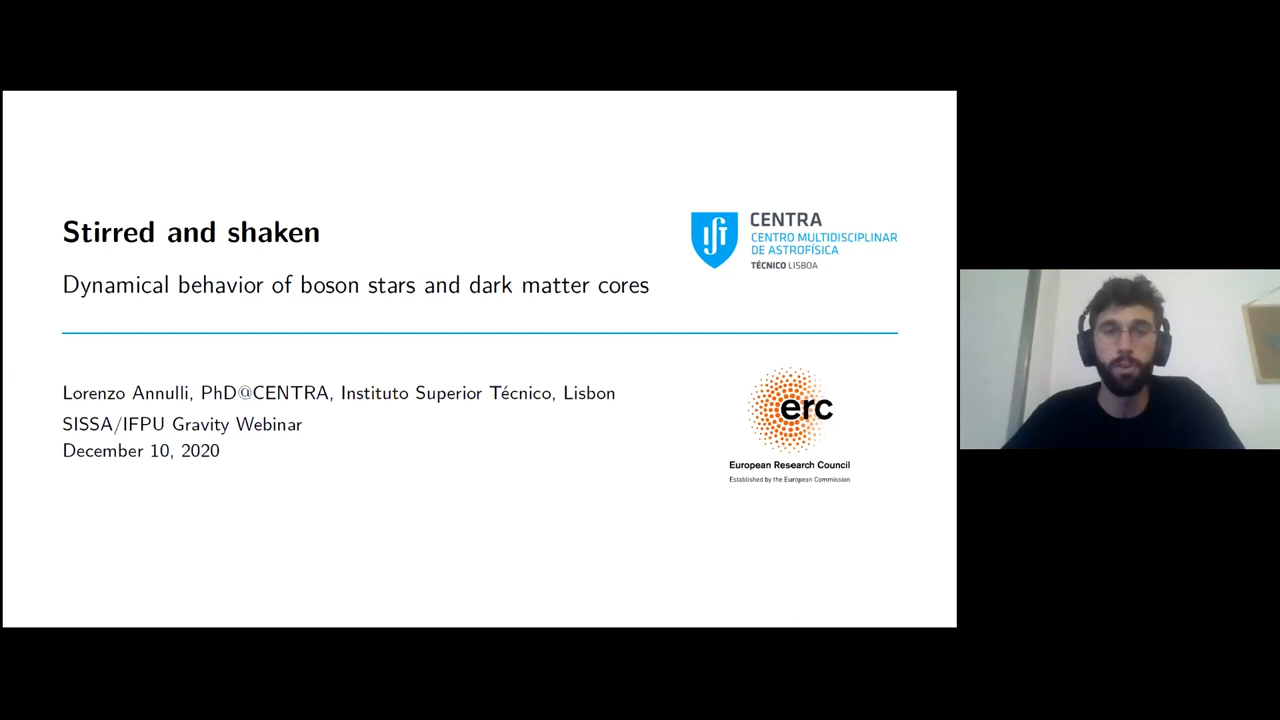 Stirred and shaken
Dynamical behavior of boson stars and dark matter cores
Lorenzo Annulli, PhD@CENTRA, Instituto Superior Técnico, Lisbon
SISSA/IFPU Gravity Webinar
December 10, 2020
CENTRA
CENTRO MULTIDISCIPLINAR
DE ASTROFÍSICA
TÉCNICO LISBOA
erc
European Research Council
Established by the European Commission